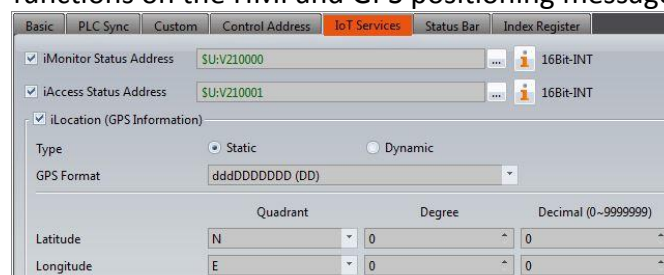 functions on the HMI and GPS positioning message
Basic PLC Sync Custom Control Address IoT Services Status Bar Index Register
iMonitor Status Address $U:V210000 ... i 16Bit-INT
iAccess Status Address $U:V210001 ... i 16Bit-INT
iLocation (GPS Information)
Type Static Dynamic
GPS Format dddDDDDDDD (DD)
Quadrant Degree Decimal (0~9999999)
Latitude N 0 0
Longitude E 0 0